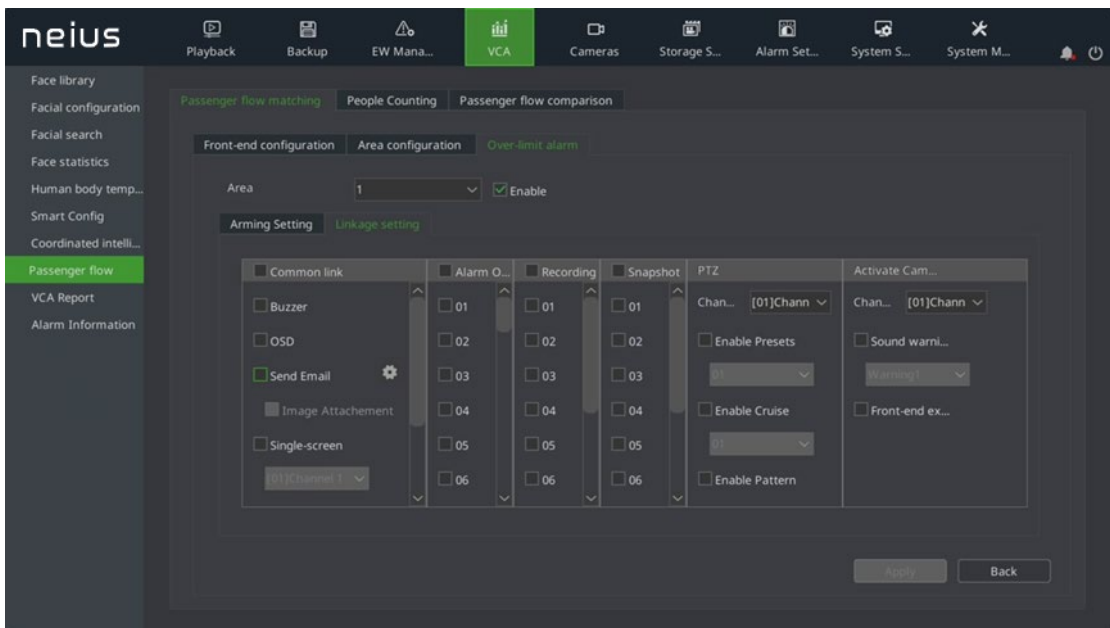 neius
Playback Backup EW Mana... VCA Cameras Storage S... Alarm Set... System S... System M...
Face library
Facial configuration
Facial search
Face statistics
Human body temp...
Smart Config
Coordinated intelli...
Passenger flow
VCA Report
Alarm Information
Passenger flow matching People Counting Passenger flow comparison
Front-end configuration Area configuration Over-limit alarm
Area 1 Enable
Arming Setting Linkage setting
Common link Alarm O... Recording Snapshot PTZ Activate Cam...
Buzzer 01 01 01 Chan... [01]Chann Chan... [01]Chann
OSD 02 02 02 Enable Presets Sound warni...
Send Email 03 03 03 01 Warning1
Image Attachement 04 04 04 Enable Cruise Front-end ex...
Single-screen 05 05 05 01
[01]Channel 1 06 06 06 Enable Pattern
Apply Back